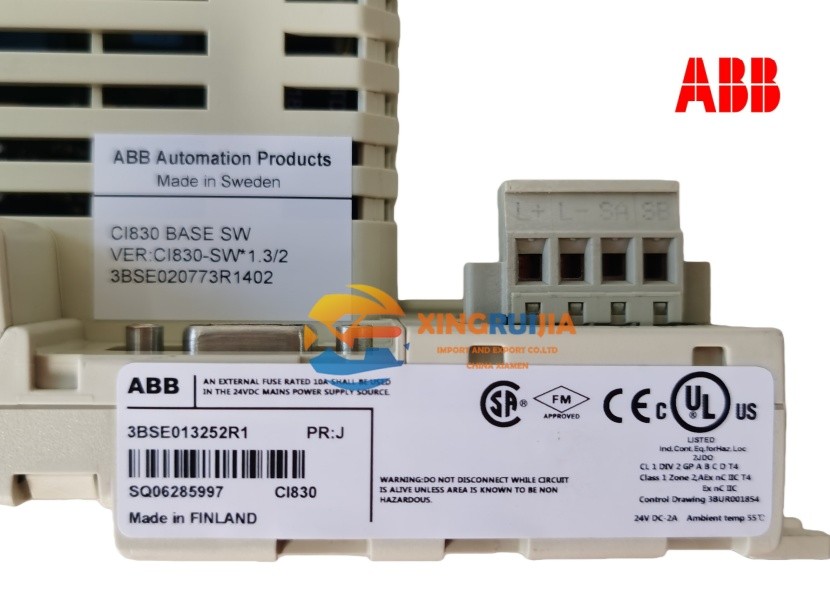 ABB
ABB Automation Products
Made in Sweden
CI830 BASE SW
VER:CI830-SW*1.3/2
3BSE020773R1402
L+ L- SA SB
XINGRUIJIA
IMPORT AND EXPORT CO.LTD
CHINA XIAMEN
ABB
AN EXTERNAL FUSE RATED 10A SHALL BE USED
IN THE 24VDC MAINS POWER SUPPLY SOURCE.
3BSE013252R1 PR:J
SQ06285997 CI830
Made in FINLAND
SA ®
FM
APPROVED
CE
C UL ® US
LISTED
Ind.Cont.Eq.forHaz.Loc
2UDO
CL 1 DIV 2 GP A B C D T4
Class 1 Zone 2,AEx nC IIC T4
Ex nC IIC
Control Drawing 3BUR001854
WARNING:DO NOT DISCONNECT WHILE CIRCUIT
IS ALIVE UNLESS AREA IS KNOWN TO BE NON
HAZARDOUS.
24V DC⎓2A Ambient temp 55℃